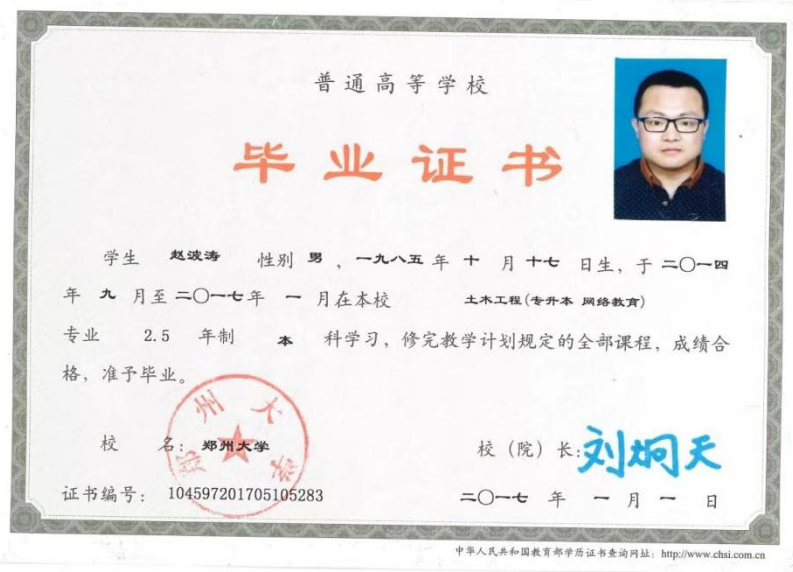 普通高等学校
毕业证书
学生 赵波涛 性别 男 ,一九八五 年 十 月 十七 日生,于 二〇一四
年 九 月至 二〇一七年 一 月在本校 土木工程(专升本 网络教育)
专业 2.5 年制 本 科学习,修完教学计划规定的全部课程,成绩合
格,准予毕业。
郑州大学
校 名: 郑州大学 校(院)长: 刘炯天
证书编号: 104597201705105283 二〇一七 年 一 月 一 日
中华人民共和国教育部学历证书查询网址: http://www.chsi.com.cn